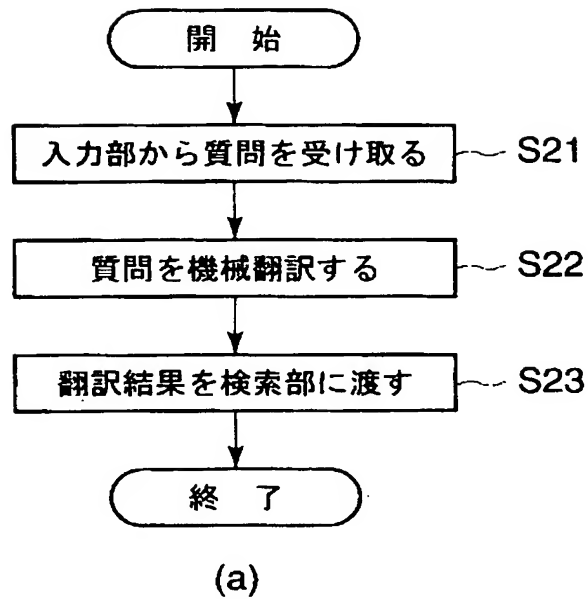 開 始
入力部から質問を受け取る S21
質問を機械翻訳する S22
翻訳結果を検索部に渡す S23
終 了
(a)